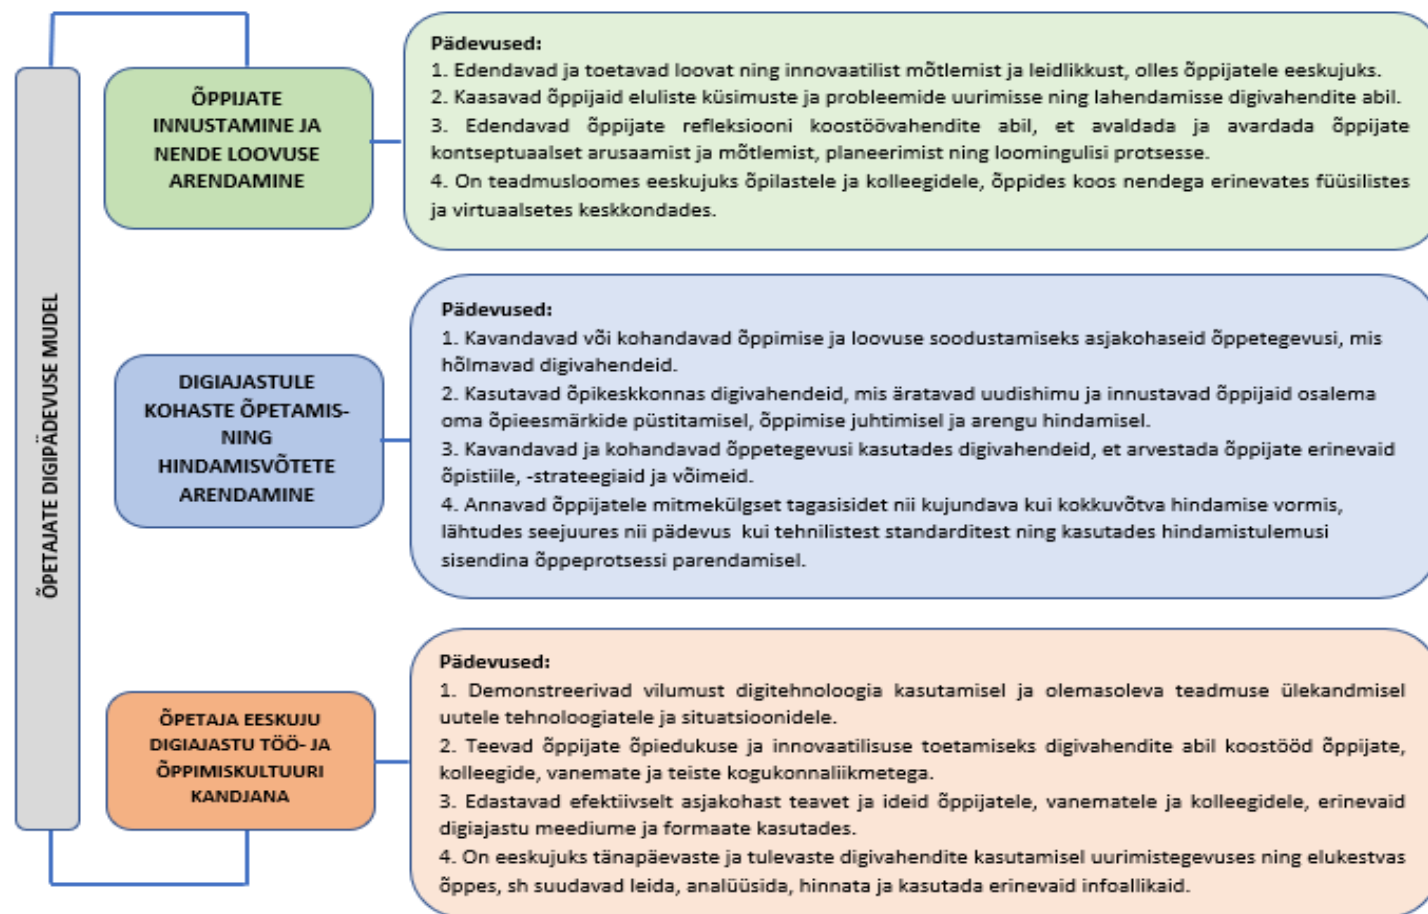 ÕPETAJATE DIGIPÄDEVUSE MUDEL
ÕPPIJATE
INNUSTAMINE JA
NENDE LOOVUSE
ARENDAMINE
Pädevused:
1. Edendavad ja toetavad loovat ning innovaatilist mõtlemist ja leidlikkust, olles õppijatele eeskujuks.
2. Kaasavad õppijaid eluliste küsimuste ja probleemide uurimisse ning lahendamisse digivahendite abil.
3. Edendavad õppijate refleksiooni koostöövahendite abil, et avaldada ja avardada õppijate
kontseptuaalset arusaamist ja mõtlemist, planeerimist ning loomingulisi protsesse.
4. On teadmusloomes eeskujuks õpilastele ja kolleegidele, õppides koos nendega erinevates füüsilistes
ja virtuaalsetes keskkondades.
DIGIAJASTULE
KOHASTE ÕPETAMIS-
NING
HINDAMISVÕTETE
ARENDAMINE
Pädevused:
1. Kavandavad või kohandavad õppimise ja loovuse soodustamiseks asjakohaseid õppetegevusi, mis
hõlmavad digivahendeid.
2. Kasutavad õpikeskkonnas digivahendeid, mis äratavad uudishimu ja innustavad õppijaid osalema
oma õpieesmärkide püstitamisel, õppimise juhtimisel ja arengu hindamisel.
3. Kavandavad ja kohandavad õppetegevusi kasutades digivahendeid, et arvestada õppijate erinevaid
õpistiile, -strateegiaid ja võimeid.
4. Annavad õppijatele mitmekülgset tagasisidet nii kujundava kui kokkuvõtva hindamise vormis,
lähtudes seejuures nii pädevus kui tehnilistest standarditest ning kasutades hindamistulemusi
sisendina õppeprotsessi parendamisel.
ÕPETAJA EESKUJU
DIGIAJASTU TÖÖ- JA
ÕPPIMISKULTUURI
KANDJANA
Pädevused:
1. Demonstreerivad vilumust digitehnoloogia kasutamisel ja olemasoleva teadmuse ülekandmisel
uutele tehnoloogiatele ja situatsioonidele.
2. Teevad õppijate õpiedukuse ja innovaatilisuse toetamiseks digivahendite abil koostööd õppijate,
kolleegide, vanemate ja teiste kogukonnaliikmetega.
3. Edastavad efektiivselt asjakohast teavet ja ideid õppijatele, vanematele ja kolleegidele, erinevaid
digiajastu meediume ja formaate kasutades.
4. On eeskujuks tänapäevaste ja tulevaste digivahendite kasutamisel uurimistegevuses ning elukestvas
õppes, sh suudavad leida, analüüsida, hinnata ja kasutada erinevaid infoallikaid.